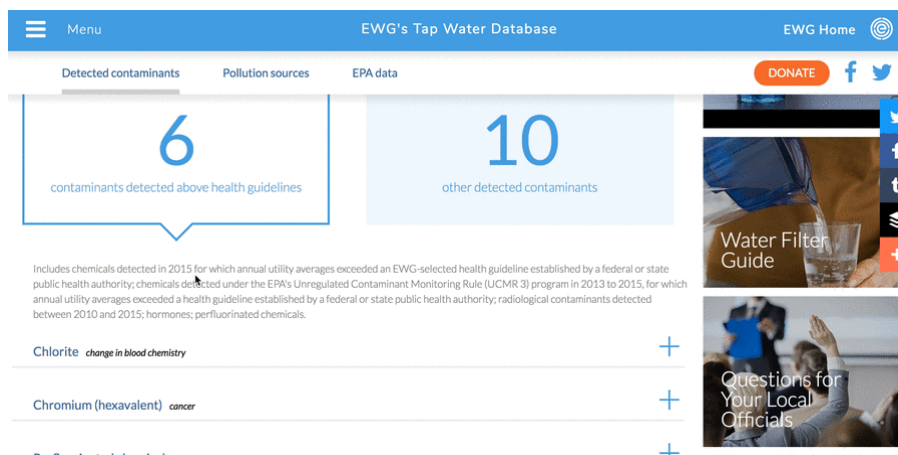 Menu
EWG's Tap Water Database
EWG Home
Detected contaminants
Pollution sources
EPA data
DONATE
6
contaminants detected above health guidelines
10
other detected contaminants
Includes chemicals detected in 2015 for which annual utility averages exceeded an EWG-selected health guideline established by a federal or state
public health authority; chemicals detected under the EPA's Unregulated Contaminant Monitoring Rule (UCMR 3) program in 2013 to 2015, for which
annual utility averages exceeded a health guideline established by a federal or state public health authority; radiological contaminants detected
between 2010 and 2015; hormones; perfluorinated chemicals.
Chlorite change in blood chemistry
Chromium (hexavalent) cancer
Water Filter
Guide
Questions for
Your Local
Officials